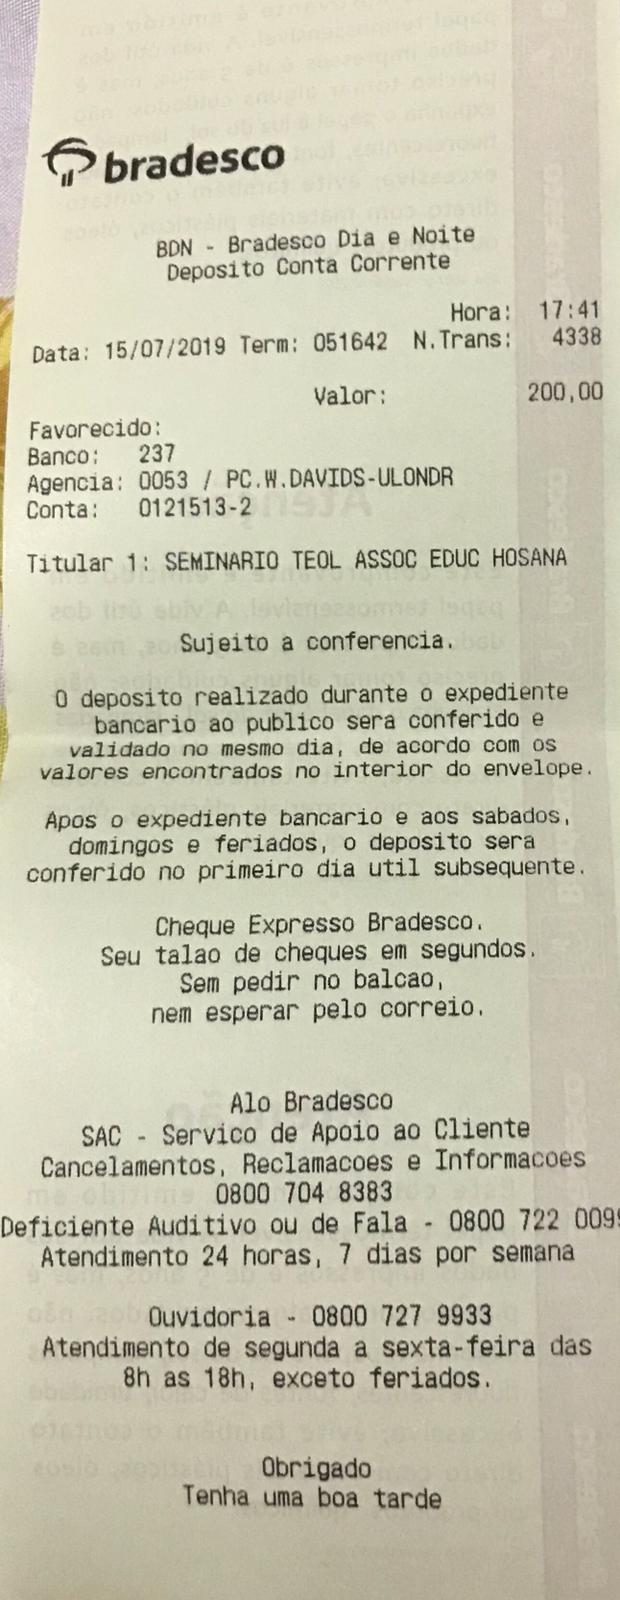 bradesco
BDN - Bradesco Dia e Noite
Deposito Conta Corrente
Hora: 17:41
Data: 15/07/2019 Term: 051642 N.Trans: 4338
Valor: 200,00
Favorecido:
Banco: 237
Agencia: 0053 / PC.W.DAVIDS-ULONDR
Conta: 0121513-2
Titular 1: SEMINARIO TEOL ASSOC EDUC HOSANA
Sujeito a conferencia.
O deposito realizado durante o expediente
bancario ao publico sera conferido e
validado no mesmo dia, de acordo com os
valores encontrados no interior do envelope.
Apos o expediente bancario e aos sabados,
domingos e feriados, o deposito sera
conferido no primeiro dia util subsequente.
Cheque Expresso Bradesco.
Seu talao de cheques em segundos.
Sem pedir no balcao,
nem esperar pelo correio.
Alo Bradesco
SAC - Servico de Apoio ao Cliente
Cancelamentos, Reclamacoes e Informacoes
0800 704 8383
Deficiente Auditivo ou de Fala - 0800 722 0099
Atendimento 24 horas, 7 dias por semana
Ouvidoria - 0800 727 9933
Atendimento de segunda a sexta-feira das
8h as 18h, exceto feriados.
Obrigado
Tenha uma boa tarde